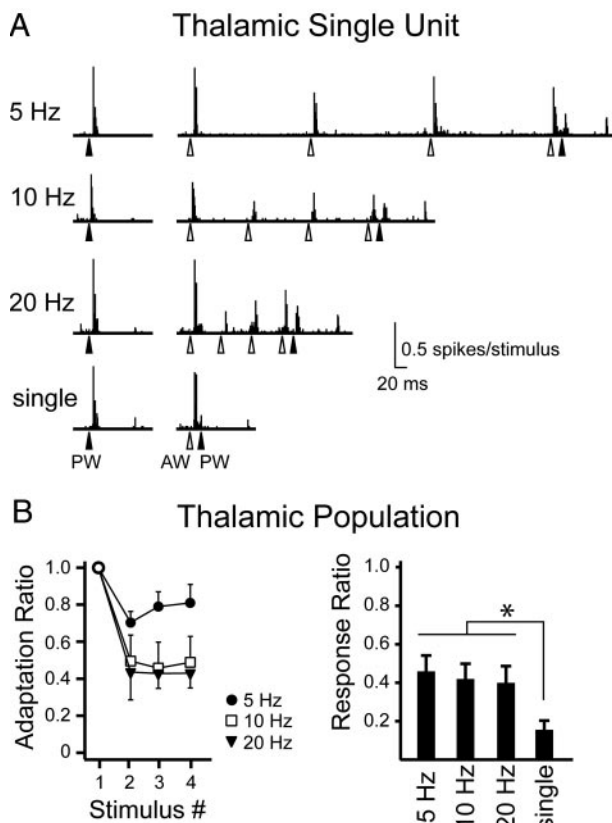 A Thalamic Single Unit
5 Hz
10 Hz
20 Hz
0.5 spikes/stimulus
20 ms
single
PW AW PW
B Thalamic Population
Adaptation Ratio
1.0
0.8
0.6
0.4
0.2
0
1 2 3 4
Stimulus #
5 Hz
10 Hz
20 Hz
Response Ratio
1.0
0.8
0.6
0.4
0.2
*
5 Hz
10 Hz
20 Hz
single